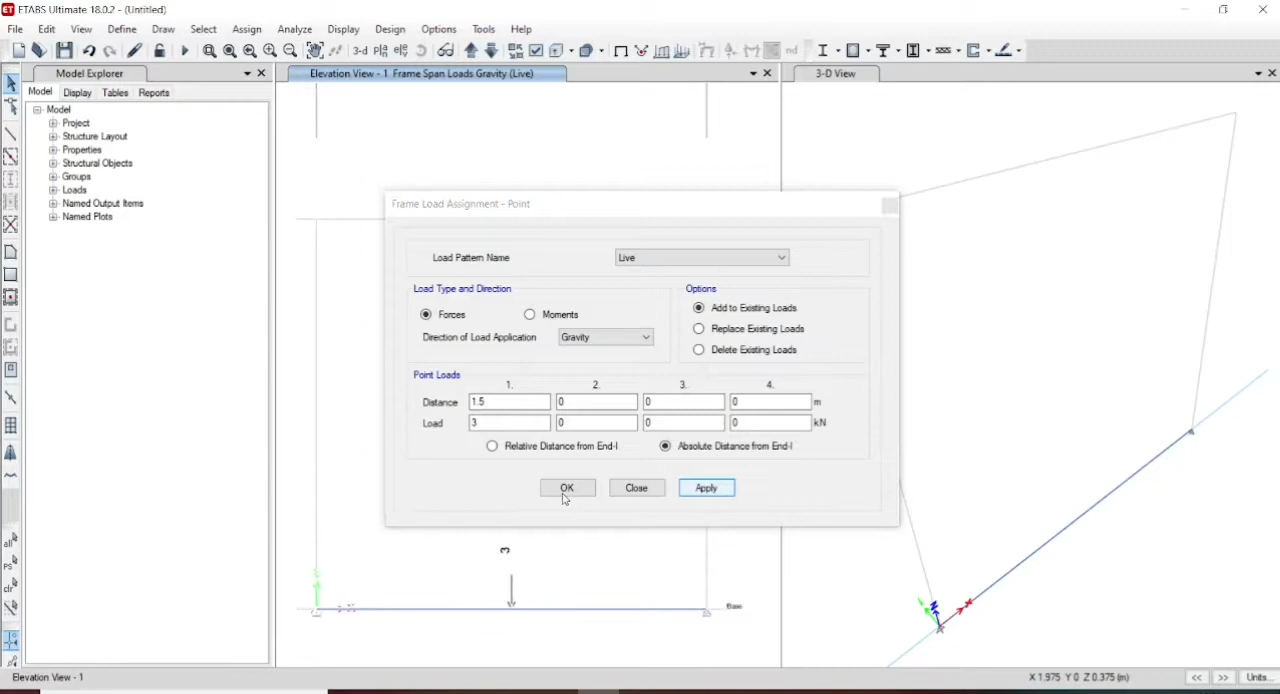 ETABS Ultimate 18.0.2 - (Untitled)
File Edit View Define Draw Select Assign Analyze Display Design Options Tools Help
3-d
nd
Model Explorer
Elevation View - 1 Frame Span Loads Gravity (Live)
3-D View
Model Display Tables Reports
Model
Project
Structure Layout
Properties
Structural Objects
Groups
Loads
Named Output Items
Named Plots
Frame Load Assignment - Point
Load Pattern Name Live
Load Type and Direction
Forces Moments
Direction of Load Application Gravity
Options
Add to Existing Loads
Replace Existing Loads
Delete Existing Loads
Point Loads
1. 2. 3. 4.
Distance 1.5 0 0 0 m
Load 3 0 0 0 kN
Relative Distance from End-I Absolute Distance from End-I
OK Close Apply
3
Base
all
PS
clr
Elevation View - 1
X 1.975 Y 0 Z 0.375 (m)
<< >> Units...